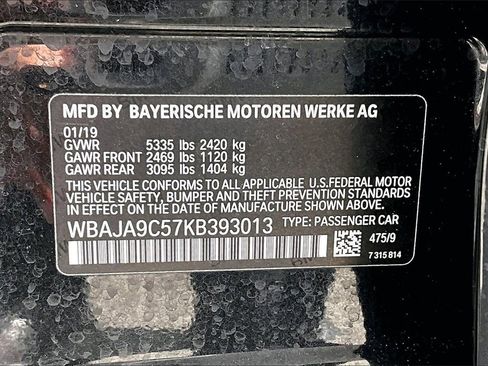 MFD BY BAYERISCHE MOTOREN WERKE AG
01/19
GVWR 5335 lbs 2420 kg
GAWR FRONT 2469 lbs 1120 kg
GAWR REAR 3095 lbs 1404 kg
THIS VEHICLE CONFORMS TO ALL APPLICABLE U.S.FEDERAL MOTOR
VEHICLE SAFETY, BUMPER AND THEFT PREVENTION STANDARDS
IN EFFECT ON THE DATE OF MANUFACTURE SHOWN ABOVE.
WBAJA9C57KB393013 TYPE: PASSENGER CAR
475/9
7 315 814